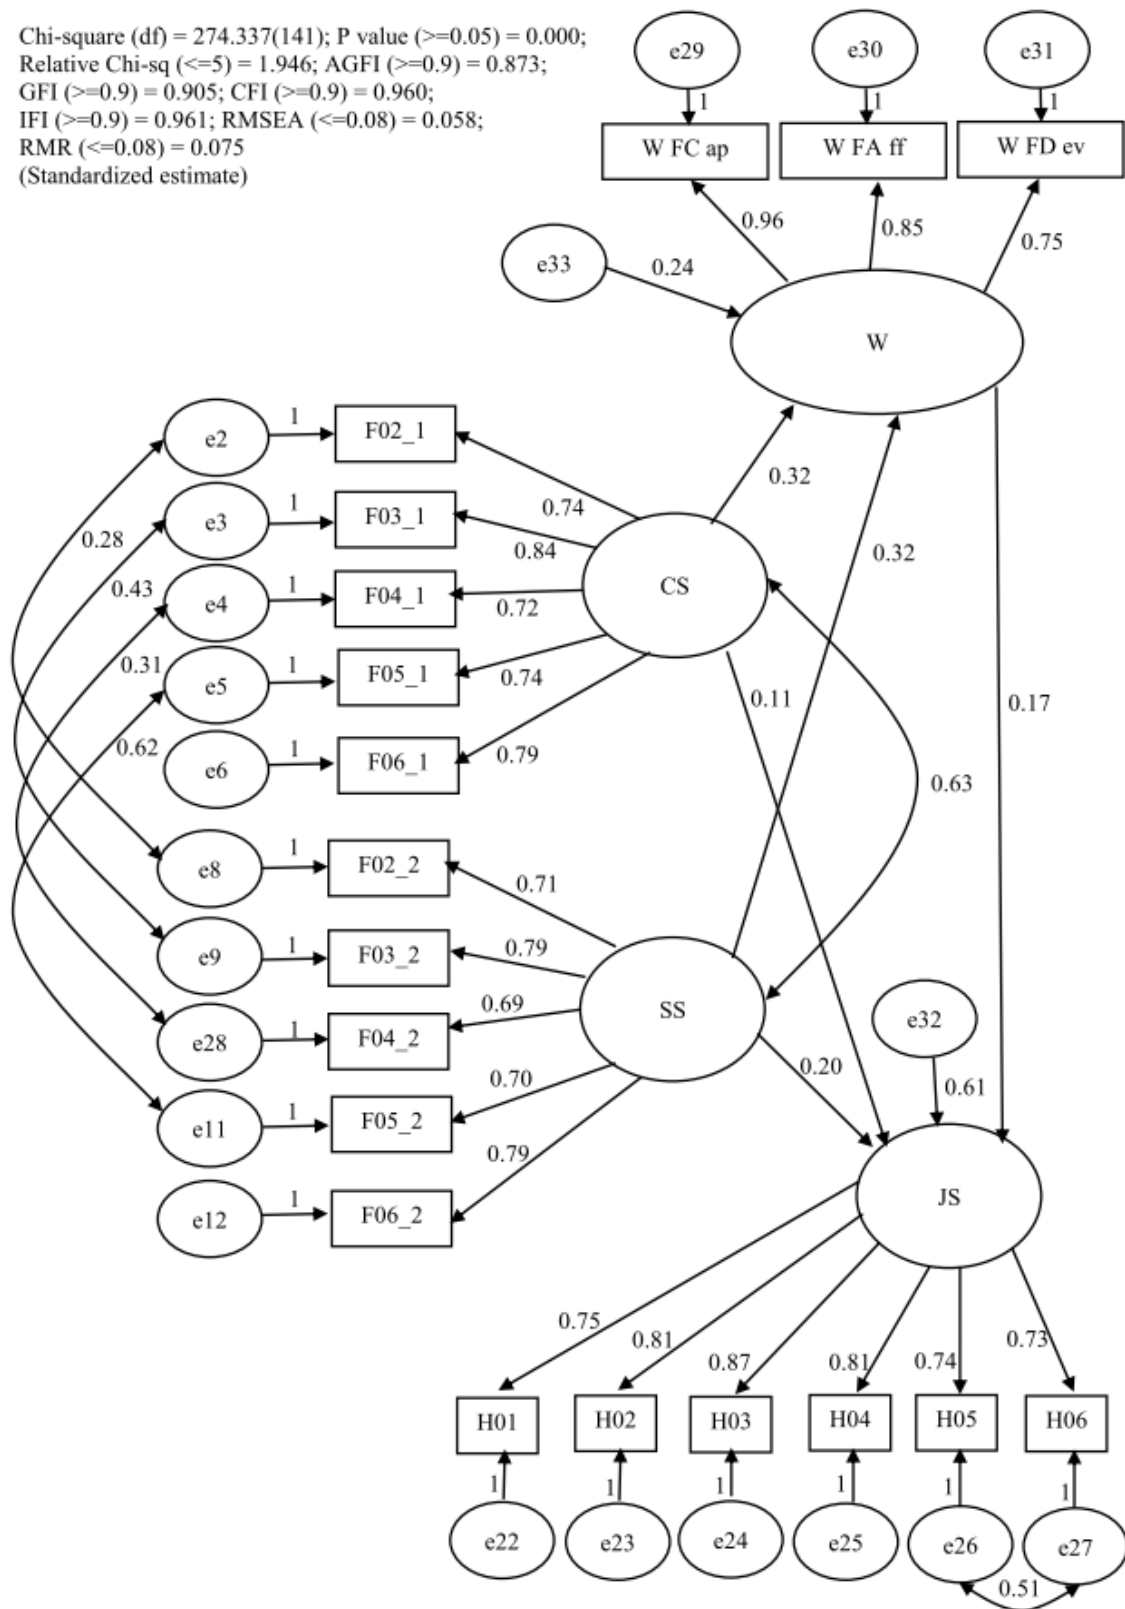 Chi-square (df) = 274.337(141); P value (>=0.05) = 0.000;
Relative Chi-sq (<=5) = 1.946; AGFI (>=0.9) = 0.873;
GFI (>=0.9) = 0.905; CFI (>=0.9) = 0.960;
IFI (>=0.9) = 0.961; RMSEA (<=0.08) = 0.058;
RMR (<=0.08) = 0.075
(Standardized estimate)
e29
e30
e31
1
1
1
W FC ap
W FA ff
W FD ev
0.96
0.85
0.75
e33
0.24
W
e2
1
F02_1
e3
1
F03_1
e4
1
F04_1
e5
1
F05_1
e6
1
F06_1
0.28
0.43
0.31
0.62
0.74
0.84
0.72
0.74
0.79
CS
0.32
0.32
0.11
0.17
0.63
e8
1
F02_2
e9
1
F03_2
e28
1
F04_2
e11
1
F05_2
e12
1
F06_2
0.71
0.79
0.69
0.70
0.79
SS
0.20
e32
0.61
JS
0.75
0.81
0.87
0.81
0.74
0.73
H01
H02
H03
H04
H05
H06
1
1
1
1
1
1
e22
e23
e24
e25
e26
e27
0.51